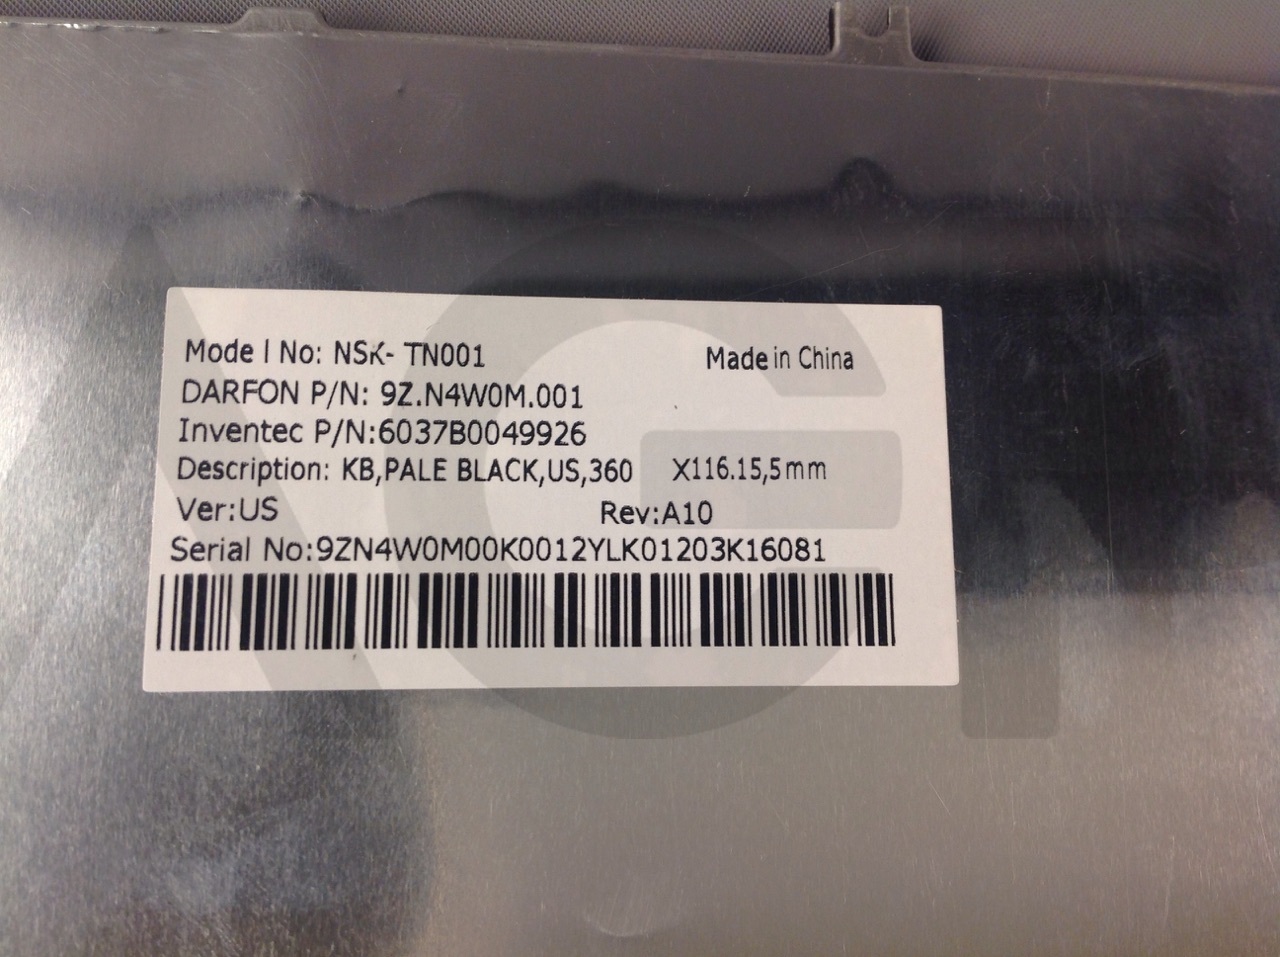 Mode l No: NSK- TN001 Made in China
DARFON P/N: 9Z.N4W0M.001
Inventec P/N:6037B0049926
Description: KB,PALE BLACK,US,360 X116.15,5mm
Ver:US Rev:A10
Serial No:9ZN4W0M00K0012YLK01203K16081